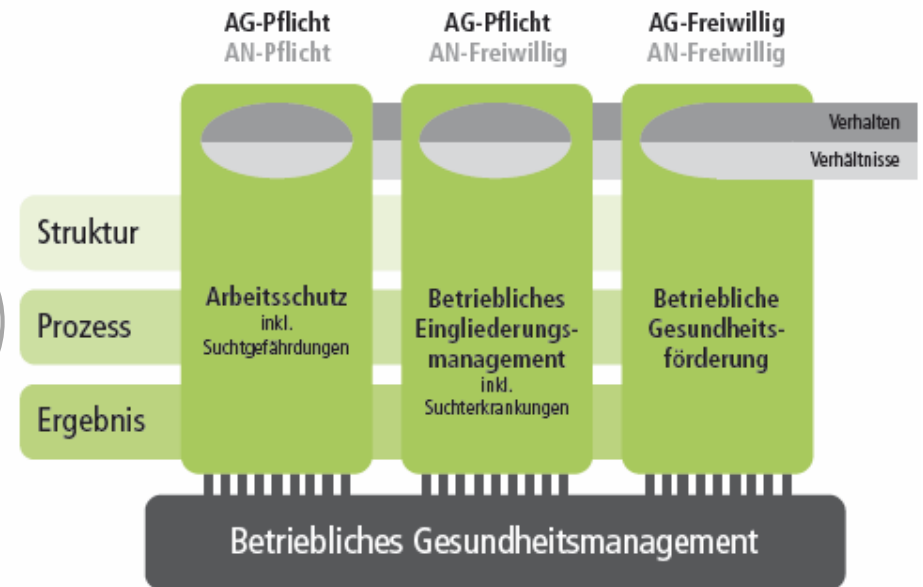 AG-Pflicht
AN-Pflicht
AG-Pflicht
AN-Freiwillig
AG-Freiwillig
AN-Freiwillig
Verhalten
Verhältnisse
Struktur
Prozess
Ergebnis
Arbeitsschutz
inkl.
Suchtgefährdungen
Betriebliches
Eingliederungs-
management
inkl.
Suchterkrankungen
Betriebliche
Gesundheits-
förderung
Betriebliches Gesundheitsmanagement